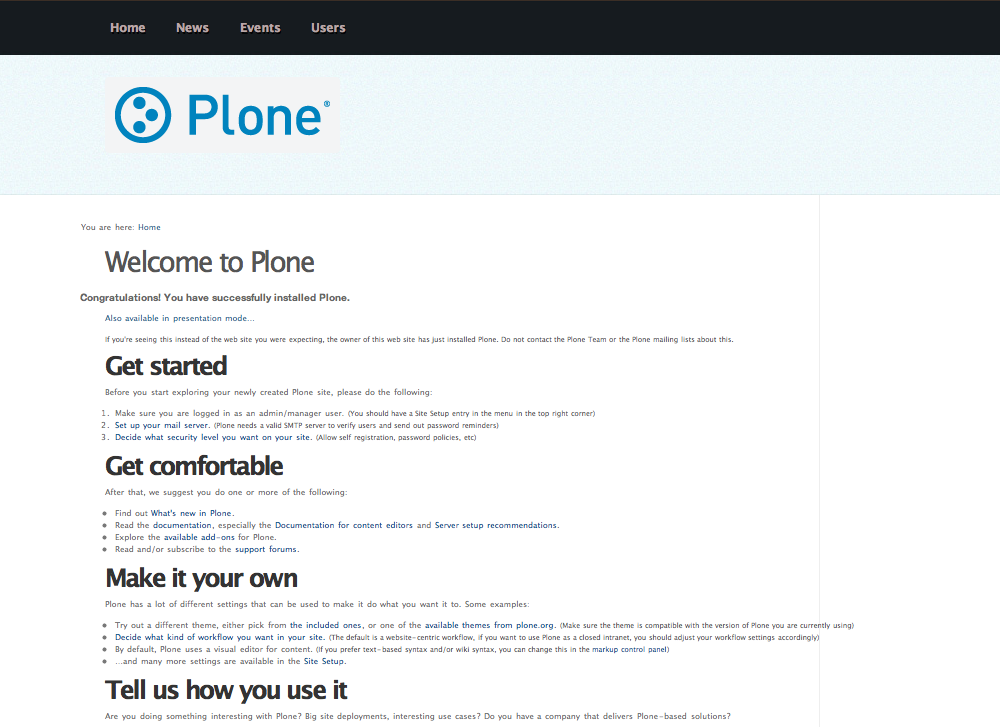 Home News Events Users
Plone®
You are here: Home
Welcome to Plone
Congratulations! You have successfully installed Plone.
Also available in presentation mode...
If you're seeing this instead of the web site you were expecting, the owner of this web site has just installed Plone. Do not contact the Plone Team or the Plone mailing lists about this.
Get started
Before you start exploring your newly created Plone site, please do the following:
1. Make sure you are logged in as an admin/manager user. (You should have a Site Setup entry in the menu in the top right corner)
2. Set up your mail server. (Plone needs a valid SMTP server to verify users and send out password reminders)
3. Decide what security level you want on your site. (Allow self registration, password policies, etc)
Get comfortable
After that, we suggest you do one or more of the following:
• Find out What's new in Plone.
• Read the documentation, especially the Documentation for content editors and Server setup recommendations.
• Explore the available add-ons for Plone.
• Read and/or subscribe to the support forums.
Make it your own
Plone has a lot of different settings that can be used to make it do what you want it to. Some examples:
• Try out a different theme, either pick from the included ones, or one of the available themes from plone.org. (Make sure the theme is compatible with the version of Plone you are currently using)
• Decide what kind of workflow you want in your site. (The default is a website-centric workflow, if you want to use Plone as a closed intranet, you should adjust your workflow settings accordingly)
• By default, Plone uses a visual editor for content. (If you prefer text-based syntax and/or wiki syntax, you can change this in the markup control panel)
• ...and many more settings are available in the Site Setup.
Tell us how you use it
Are you doing something interesting with Plone? Big site deployments, interesting use cases? Do you have a company that delivers Plone-based solutions?